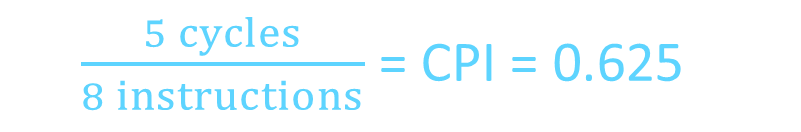 5 cycles
8 instructions
= CPI = 0.625